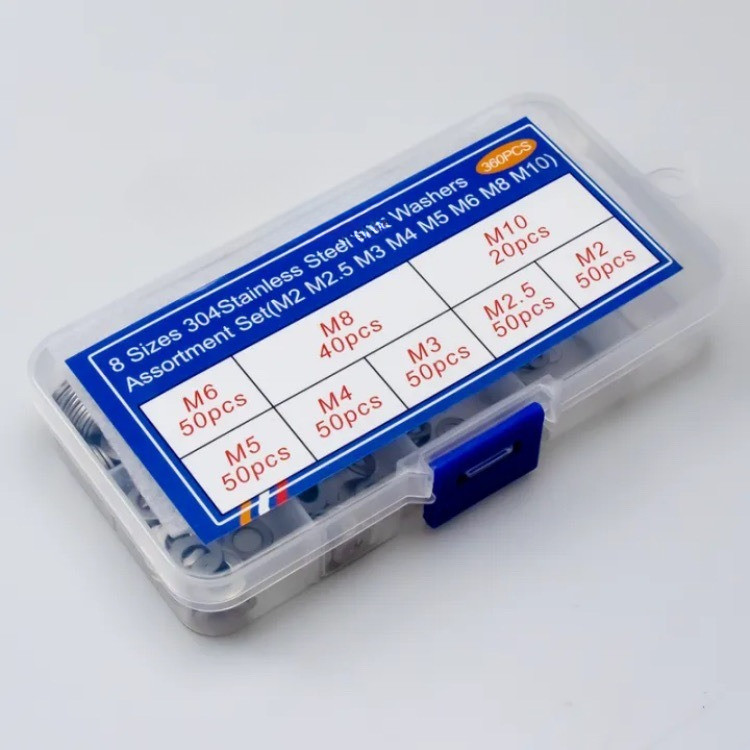 360PCS
8 Sizes 304Stainless Steel Washers
Assortment Set(M2 M2.5 M3 M4 M5 M6 M8 M10)
M6
50pcs
M8
40pcs
M10
20pcs
M5
50pcs
M4
50pcs
M3
50pcs
M2.5
50pcs
M2
50pcs